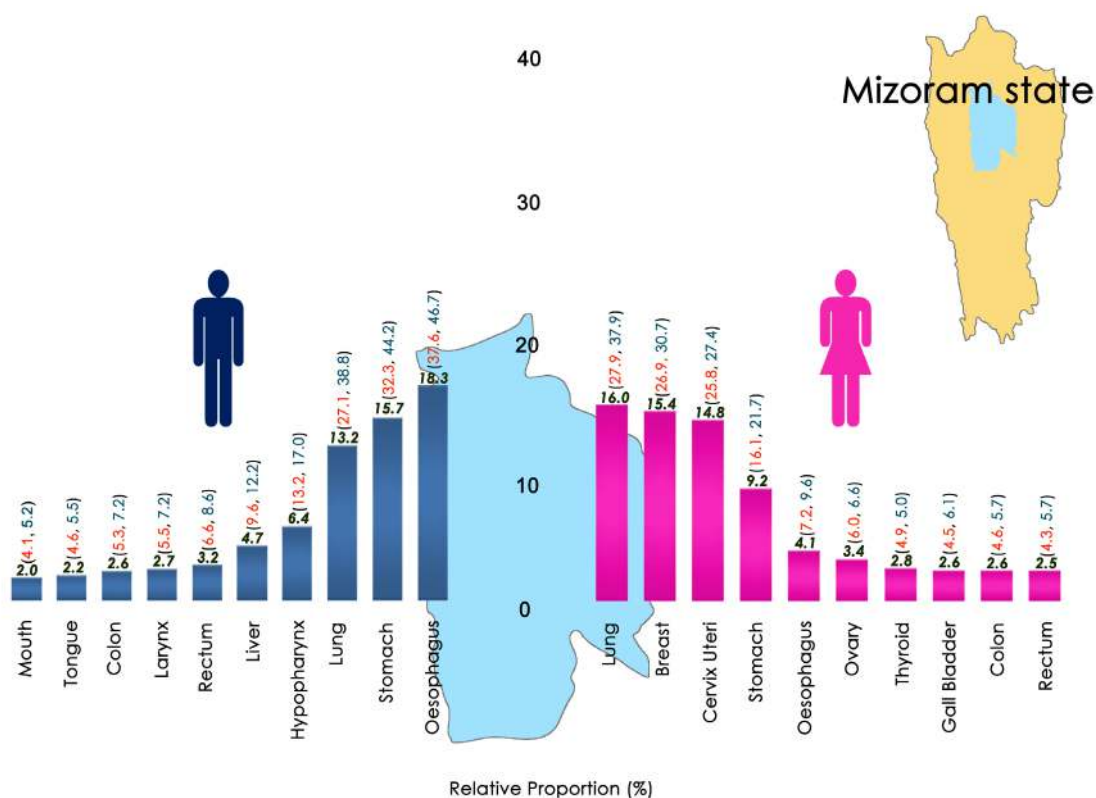 Mizoram state
40
30
20
10
0
2.0(4.1, 5.2)
2.2(4.6, 5.5)
2.6(5.3, 7.2)
2.7(5.5, 7.2)
3.2(6.6, 8.6)
4.7(9.6, 12.2)
6.4(13.2, 17.0)
13.2(27.1, 38.8)
15.7(32.3, 44.2)
18.3(37.6, 46.7)
16.0(27.9, 37.9)
15.4(26.9, 30.7)
14.8(25.8, 27.4)
9.2(16.1, 21.7)
4.1(7.2, 9.6)
3.4(6.0, 6.6)
2.8(4.9, 5.0)
2.6(4.5, 6.1)
2.6(4.6, 5.7)
2.5(4.3, 5.7)
Mouth
Tongue
Colon
Larynx
Rectum
Liver
Hypopharynx
Lung
Stomach
Oesophagus
Lung
Breast
Cervix Uteri
Stomach
Oesophagus
Ovary
Thyroid
Gall Bladder
Colon
Rectum
Relative Proportion (%)